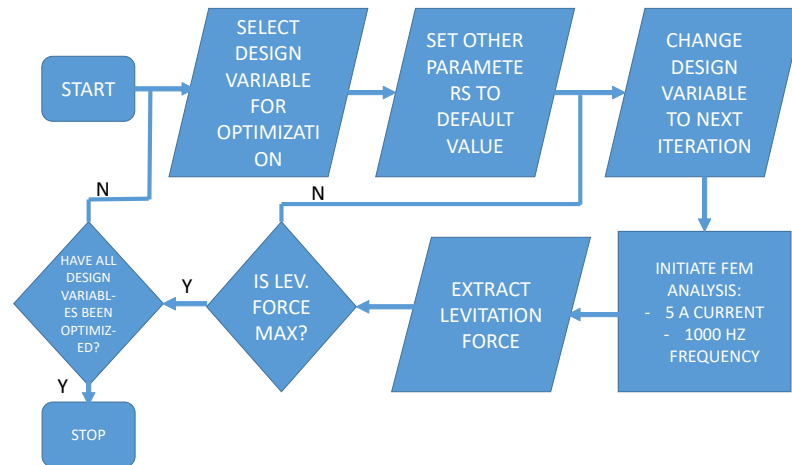 START
SELECT
DESIGN
VARIABLE
FOR
OPTIMIZATI
ON
SET OTHER
PARAMETE
RS TO
DEFAULT
VALUE
CHANGE
DESIGN
VARIABLE
TO NEXT
ITERATION
INITIATE FEM
ANALYSIS:
- 5 A CURRENT
- 1000 HZ
FREQUENCY
EXTRACT
LEVITATION
FORCE
IS LEV.
FORCE
MAX?
N
Y
HAVE ALL
DESIGN
VARIABL-
ES BEEN
OPTIMIZ-
ED?
N
Y
STOP